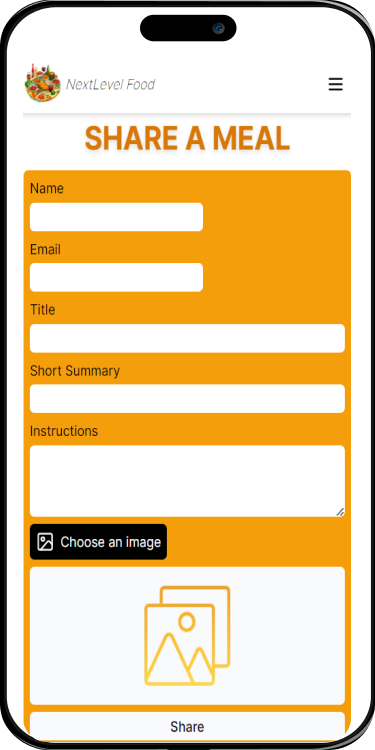 NextLevel Food
SHARE A MEAL
Name
Email
Title
Short Summary
Instructions
Choose an image
Share